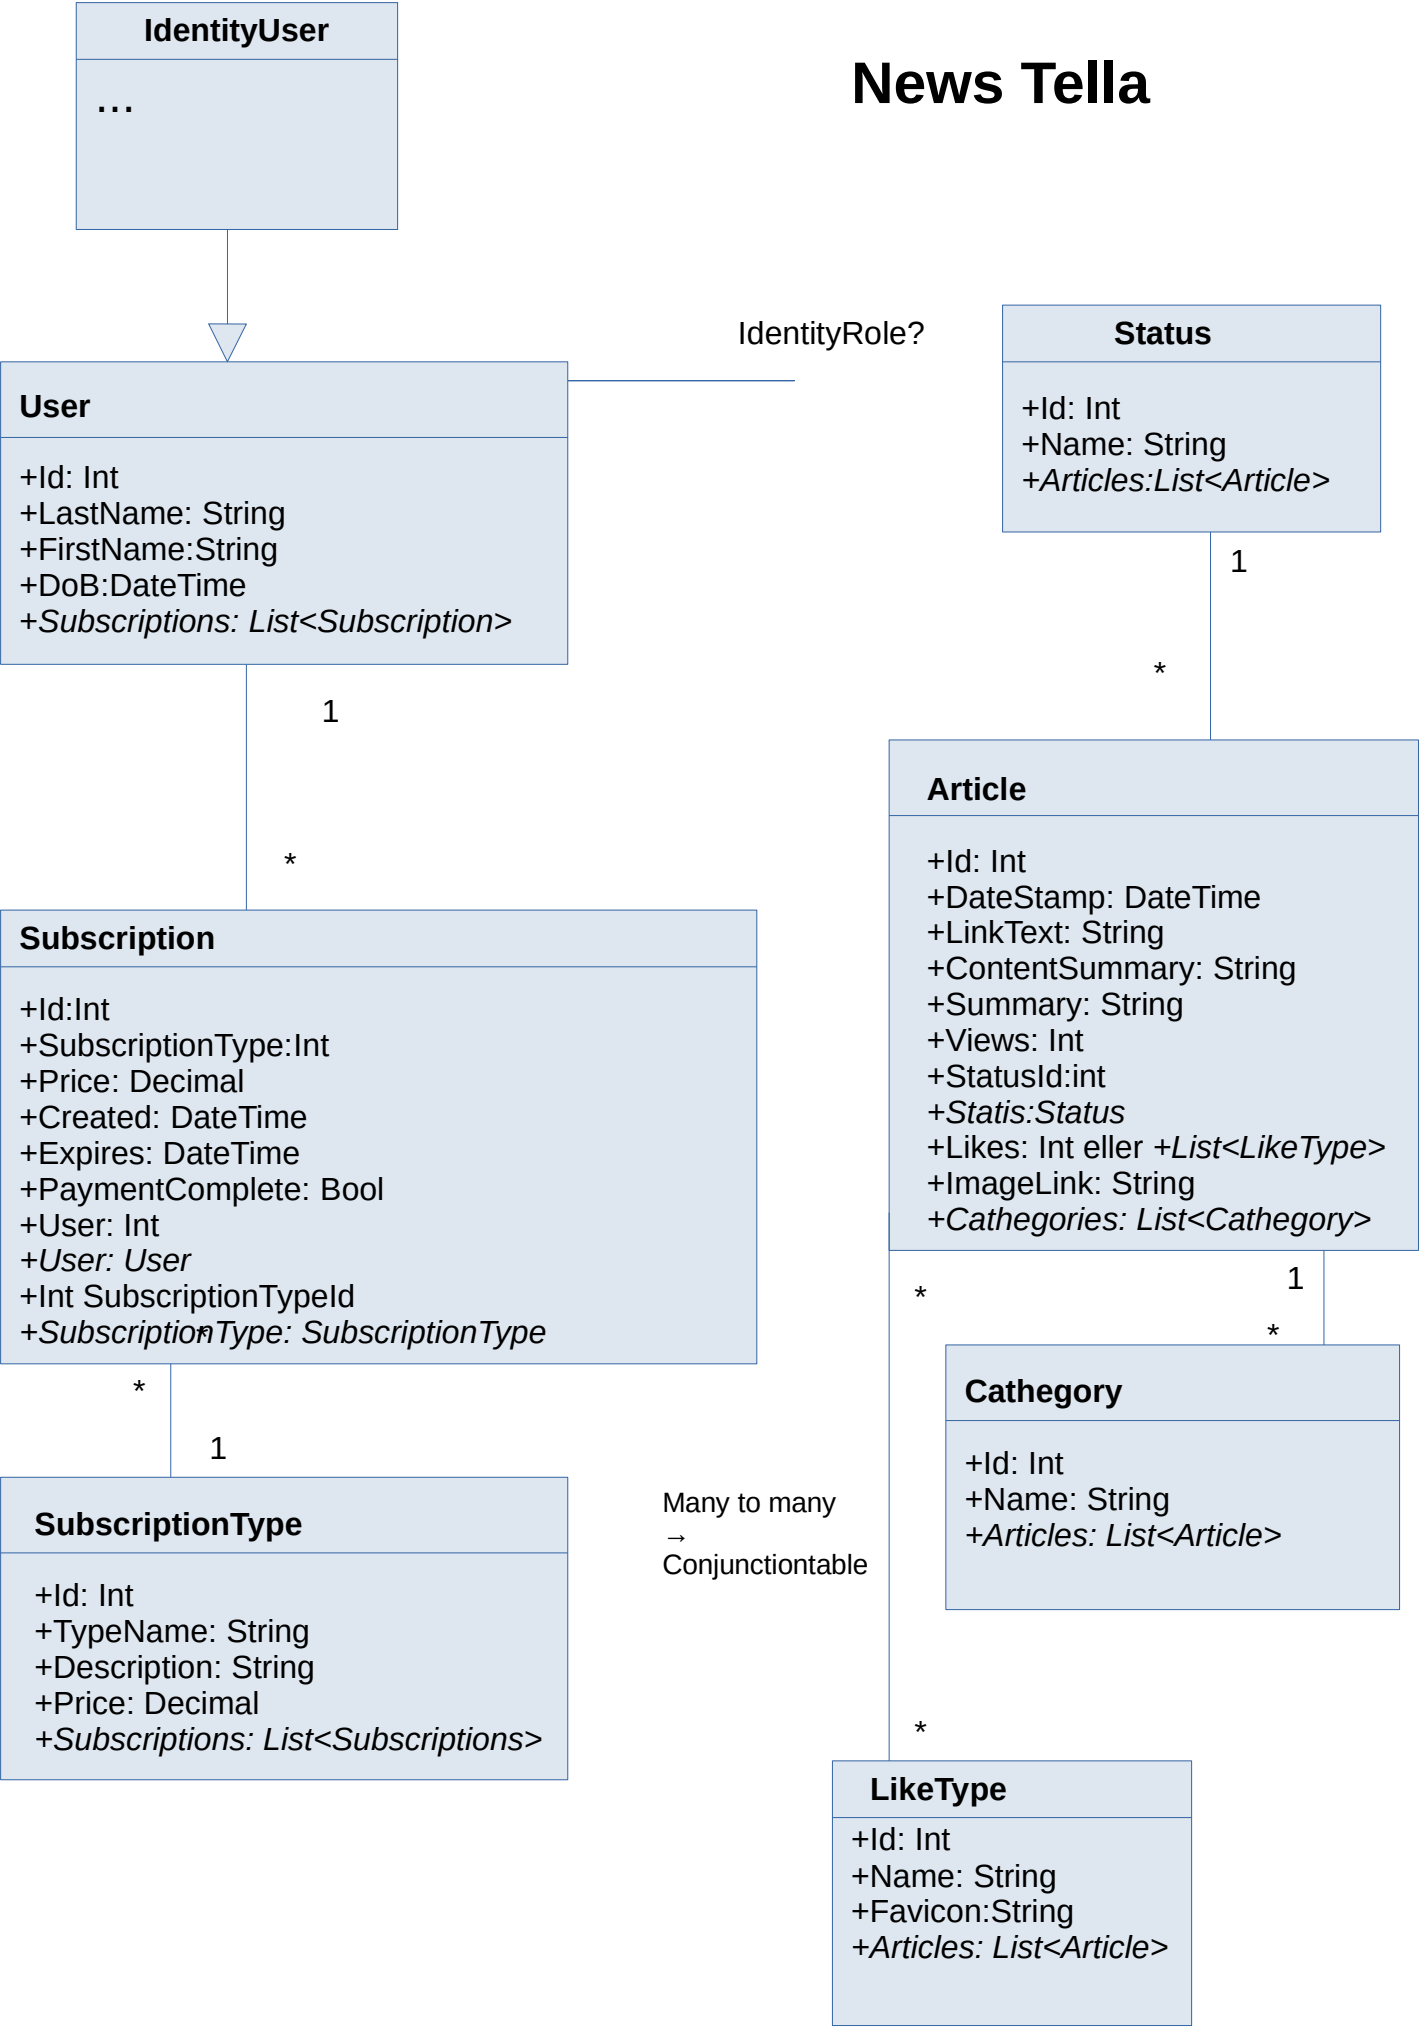 IdentityUser
...
News Tella
IdentityRole?
User
+Id: Int
+LastName: String
+FirstName:String
+DoB:DateTime
+Subscriptions: List<Subscription>
1
*
Status
+Id: Int
+Name: String
+Articles:List<Article>
1
*
Subscription
+Id:Int
+SubscriptionType:Int
+Price: Decimal
+Created: DateTime
+Expires: DateTime
+PaymentComplete: Bool
+User: Int
+User: User
+Int SubscriptionTypeId
+SubscriptionType: SubscriptionType
*
*
1
Article
+Id: Int
+DateStamp: DateTime
+LinkText: String
+ContentSummary: String
+Summary: String
+Views: Int
+StatusId:int
+Statis:Status
+Likes: Int eller +List<LikeType>
+ImageLink: String
+Cathegories: List<Cathegory>
*
1
*
Cathegory
+Id: Int
+Name: String
+Articles: List<Article>
SubscriptionType
+Id: Int
+TypeName: String
+Description: String
+Price: Decimal
+Subscriptions: List<Subscriptions>
Many to many
→
Conjunctiontable
*
LikeType
+Id: Int
+Name: String
+Favicon:String
+Articles: List<Article>